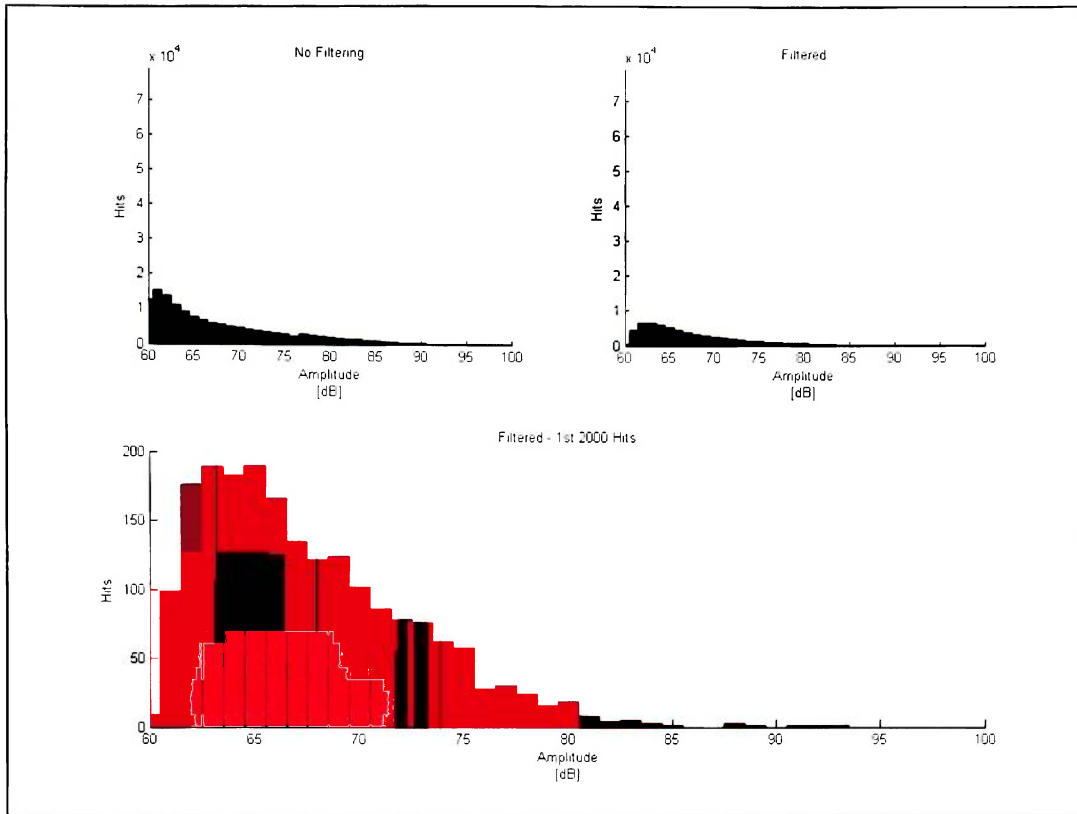 No Filtering
x 10^4
7
6
5
4
3
2
1
0
Hits
60 65 70 75 80 85 90 95 100
Amplitude
[dB]
Filtered
x 10^4
7
6
5
4
3
2
1
0
Hits
60 65 70 75 80 85 90 95 100
Amplitude
[dB]
Filtered - 1st 2000 Hits
200
150
100
50
0
Hits
60 65 70 75 80 85 90 95 100
Amplitude
[dB]